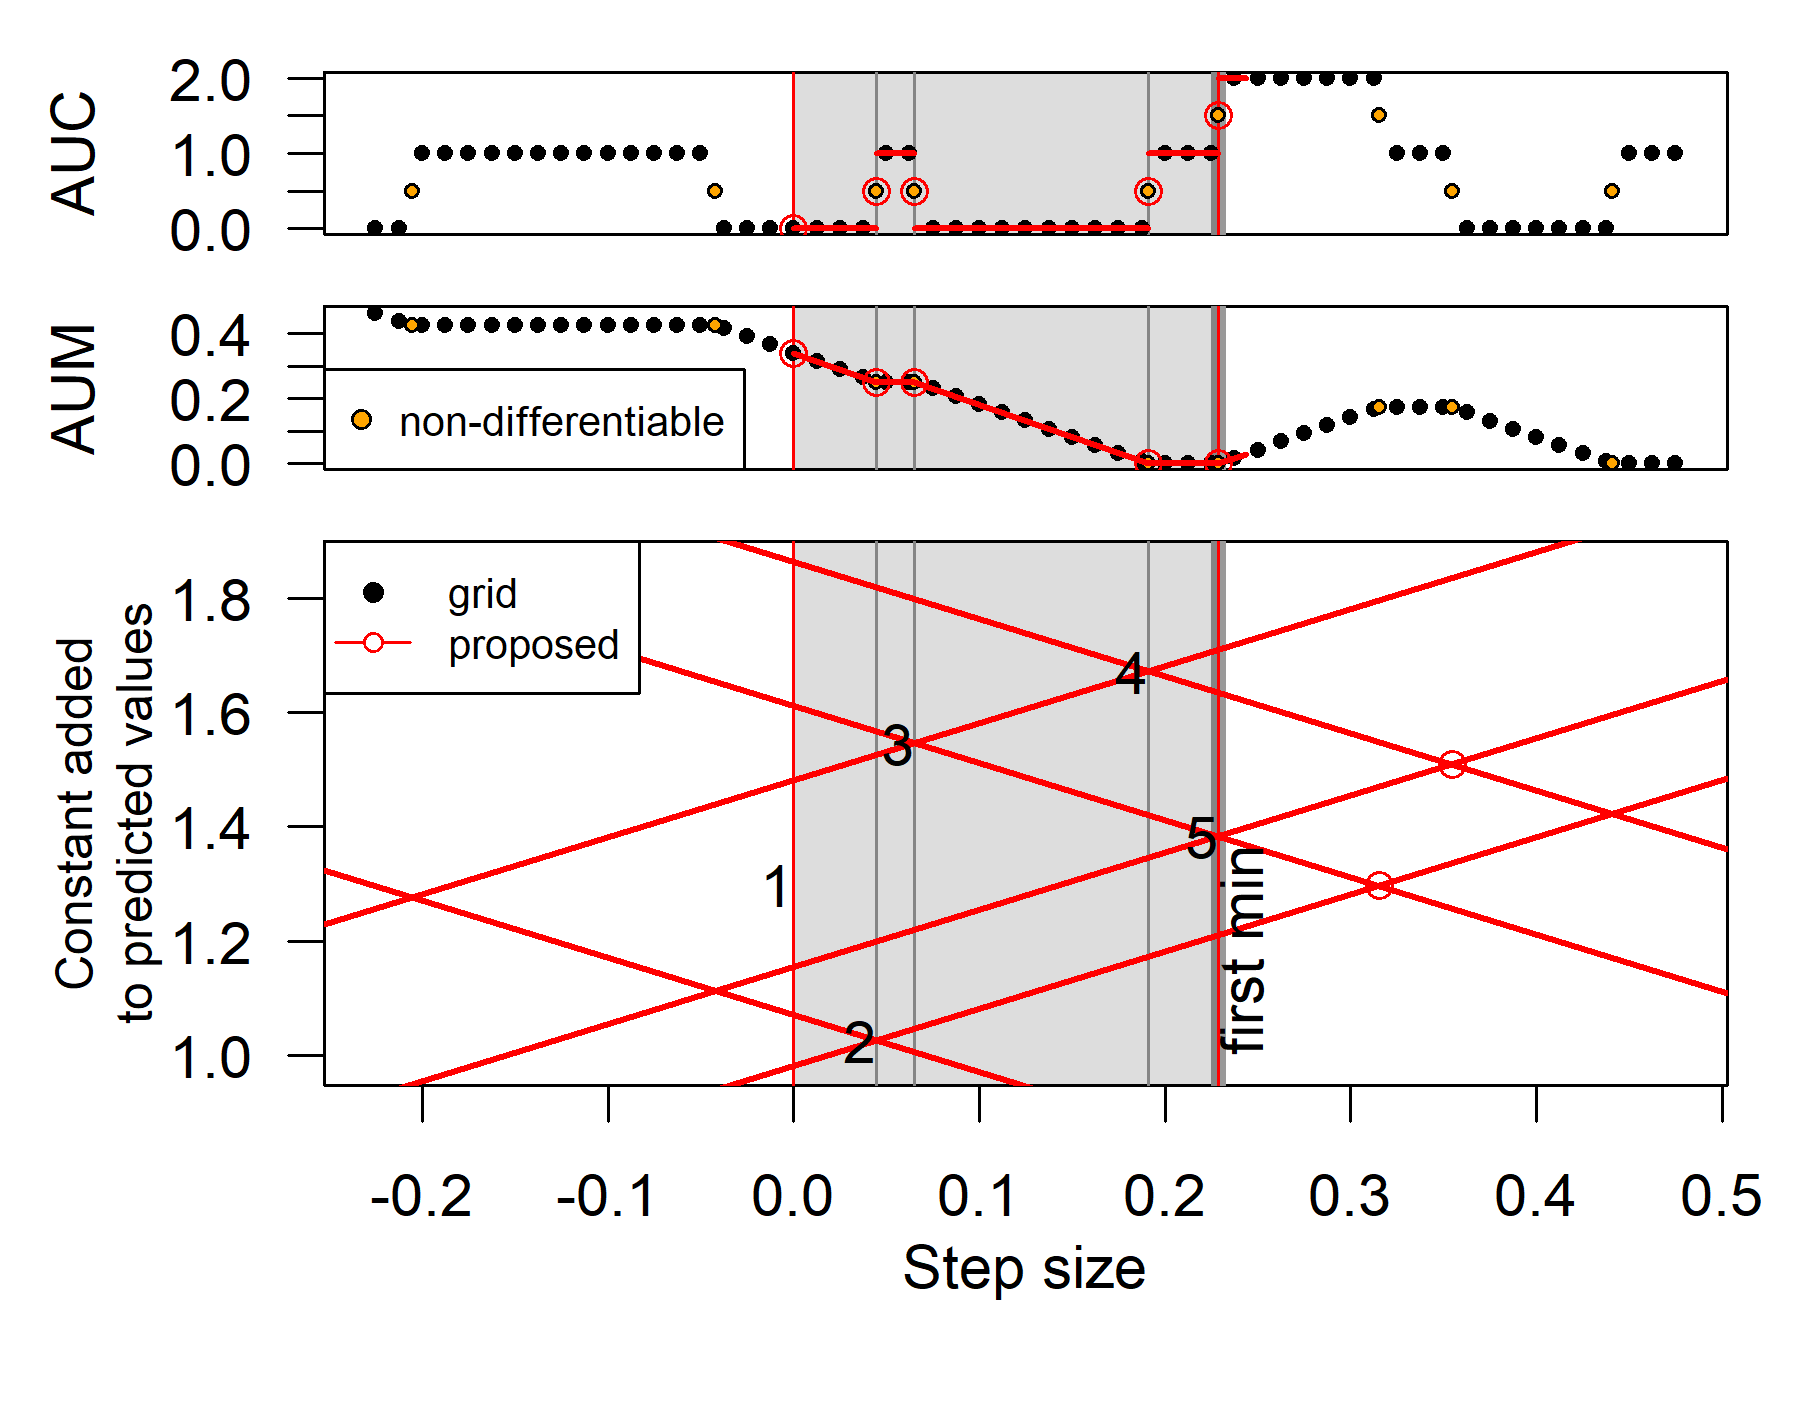 AUC
2.0
1.0
0.0
AUM
0.4
0.2
0.0
non-differentiable
Constant added
to predicted values
1.8
1.6
1.4
1.2
1.0
grid
proposed
1
2
3
4
5
first min
-0.2 -0.1 0.0 0.1 0.2 0.3 0.4 0.5
Step size